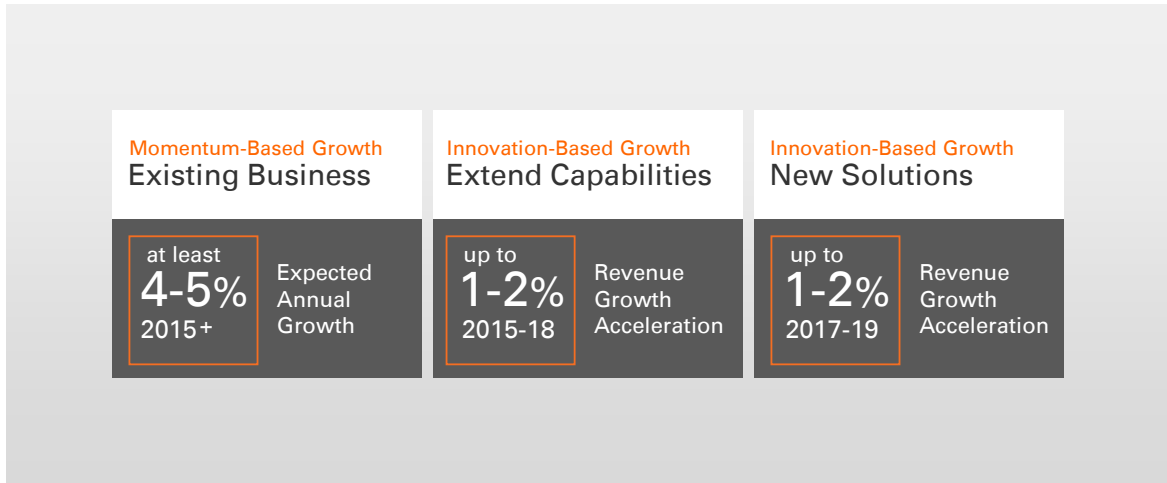 Momentum-Based Growth
Existing Business
at least
4-5%
2015+
Expected
Annual
Growth
Innovation-Based Growth
Extend Capabilities
up to
1-2%
2015-18
Revenue
Growth
Acceleration
Innovation-Based Growth
New Solutions
up to
1-2%
2017-19
Revenue
Growth
Acceleration